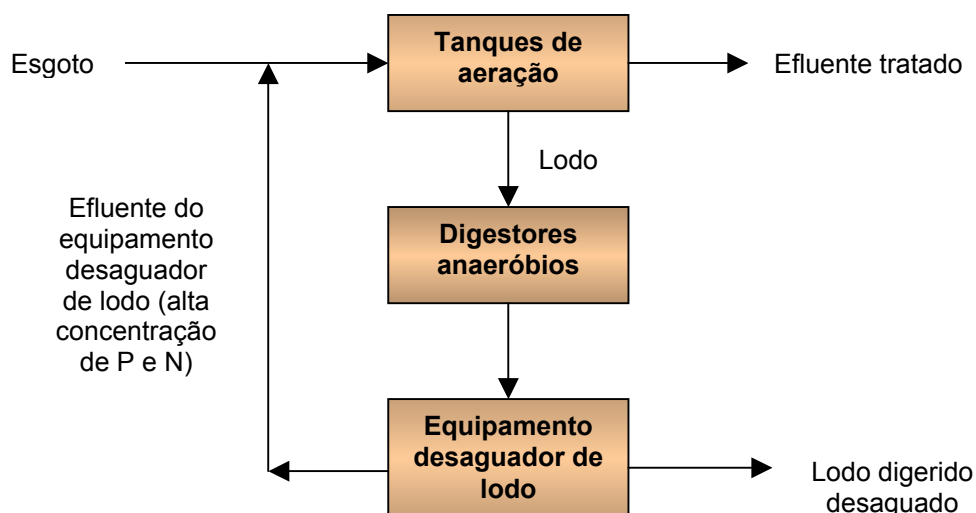 Tanques de
aeração
Esgoto
Efluente tratado
Lodo
Efluente do
equipamento
desaguador
de lodo (alta
concentração
de P e N)
Digestores
anaeróbios
Equipamento
desaguador de
lodo
Lodo digerido
desaguado